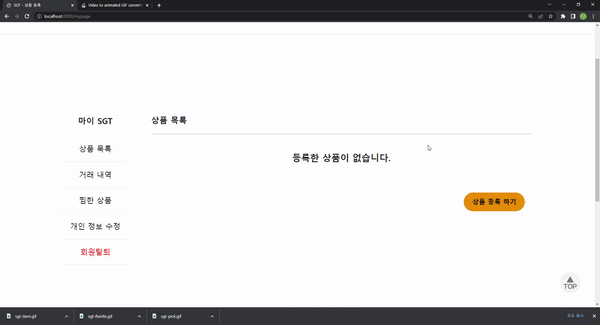 SGT - 상품 등록
Video to animated GIF converter
localhost:8000/mypage
마이 SGT
상품 목록
상품 목록
거래 내역
찜한 상품
개인 정보 수정
회원탈퇴
등록한 상품이 없습니다.
상품 등록 하기
TOP
sgt-item.gif
sgt-fixinfo.gif
sgt-pick.gif
모두 표시